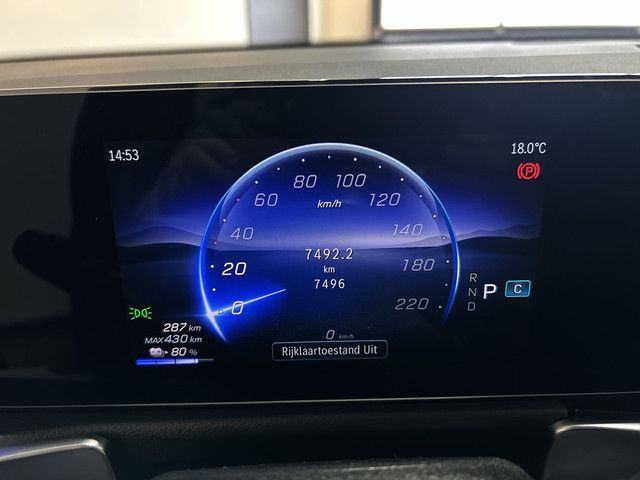 14:53
18.0°C
P
80 100
60 120
km/h
40 140
7492.2
km
20 180
7496
0 220
R
N P C
D
287 km
MAX 430 km
80 %
0 km/h
Rijklaartoestand Uit